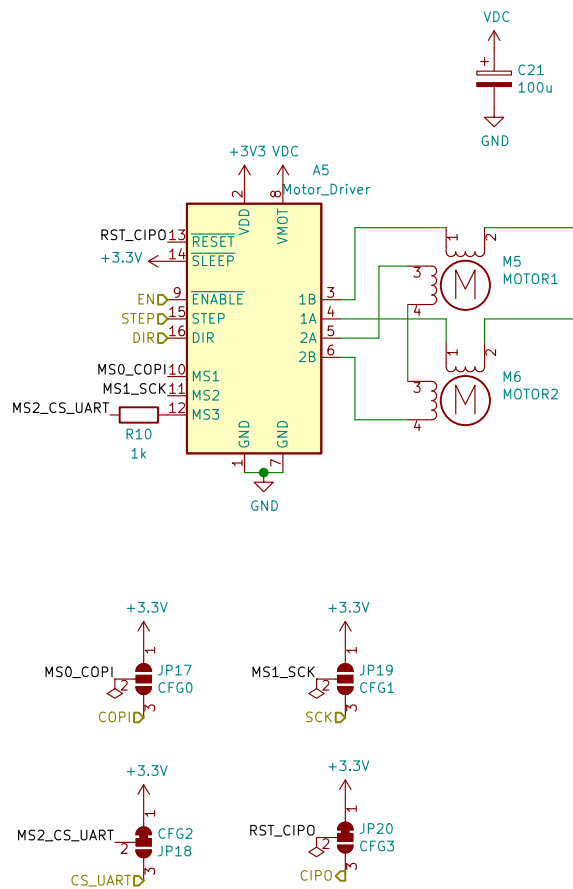 VDC
+
C21
100u
GND
+3V3 VDC
A5
Motor_Driver
2
8
VDD
VMOT
RST_CIPO 13 RESET
+3.3V 14 SLEEP
EN 9 ENABLE
STEP 15 STEP
DIR 16 DIR
MS0_COPI 10 MS1
MS1_SCK 11 MS2
MS2_CS_UART 12 MS3
R10
1k
1B 3
1A 4
2A 5
2B 6
GND
GND
1
7
GND
1
2
3
4
M
M5
MOTOR1
1
2
3
4
M
M6
MOTOR2
+3.3V
1
MS0_COPI
2
JP17
CFG0
3
COPI
+3.3V
1
MS1_SCK
2
JP19
CFG1
3
SCK
+3.3V
1
MS2_CS_UART
2
CFG2
JP18
3
CS_UART
+3.3V
1
RST_CIPO
2
JP20
CFG3
3
CIPO